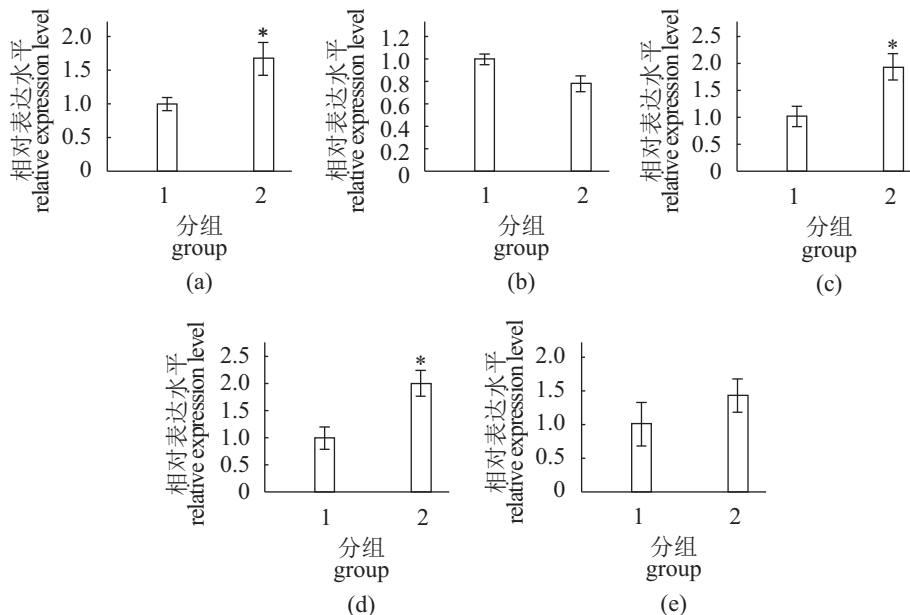 相对表达水平
relative expression level
2.0
1.5
1.0
0.5
0
*
1 2
分组
group
(a)
相对表达水平
relative expression level
1.2
1.0
0.8
0.6
0.4
0.2
0
1 2
分组
group
(b)
相对表达水平
relative expression level
2.5
2.0
1.5
1.0
0.5
0
*
1 2
分组
group
(c)
相对表达水平
relative expression level
2.5
2.0
1.5
1.0
0.5
0
*
1 2
分组
group
(d)
相对表达水平
relative expression level
2.0
1.5
1.0
0.5
0
1 2
分组
group
(e)